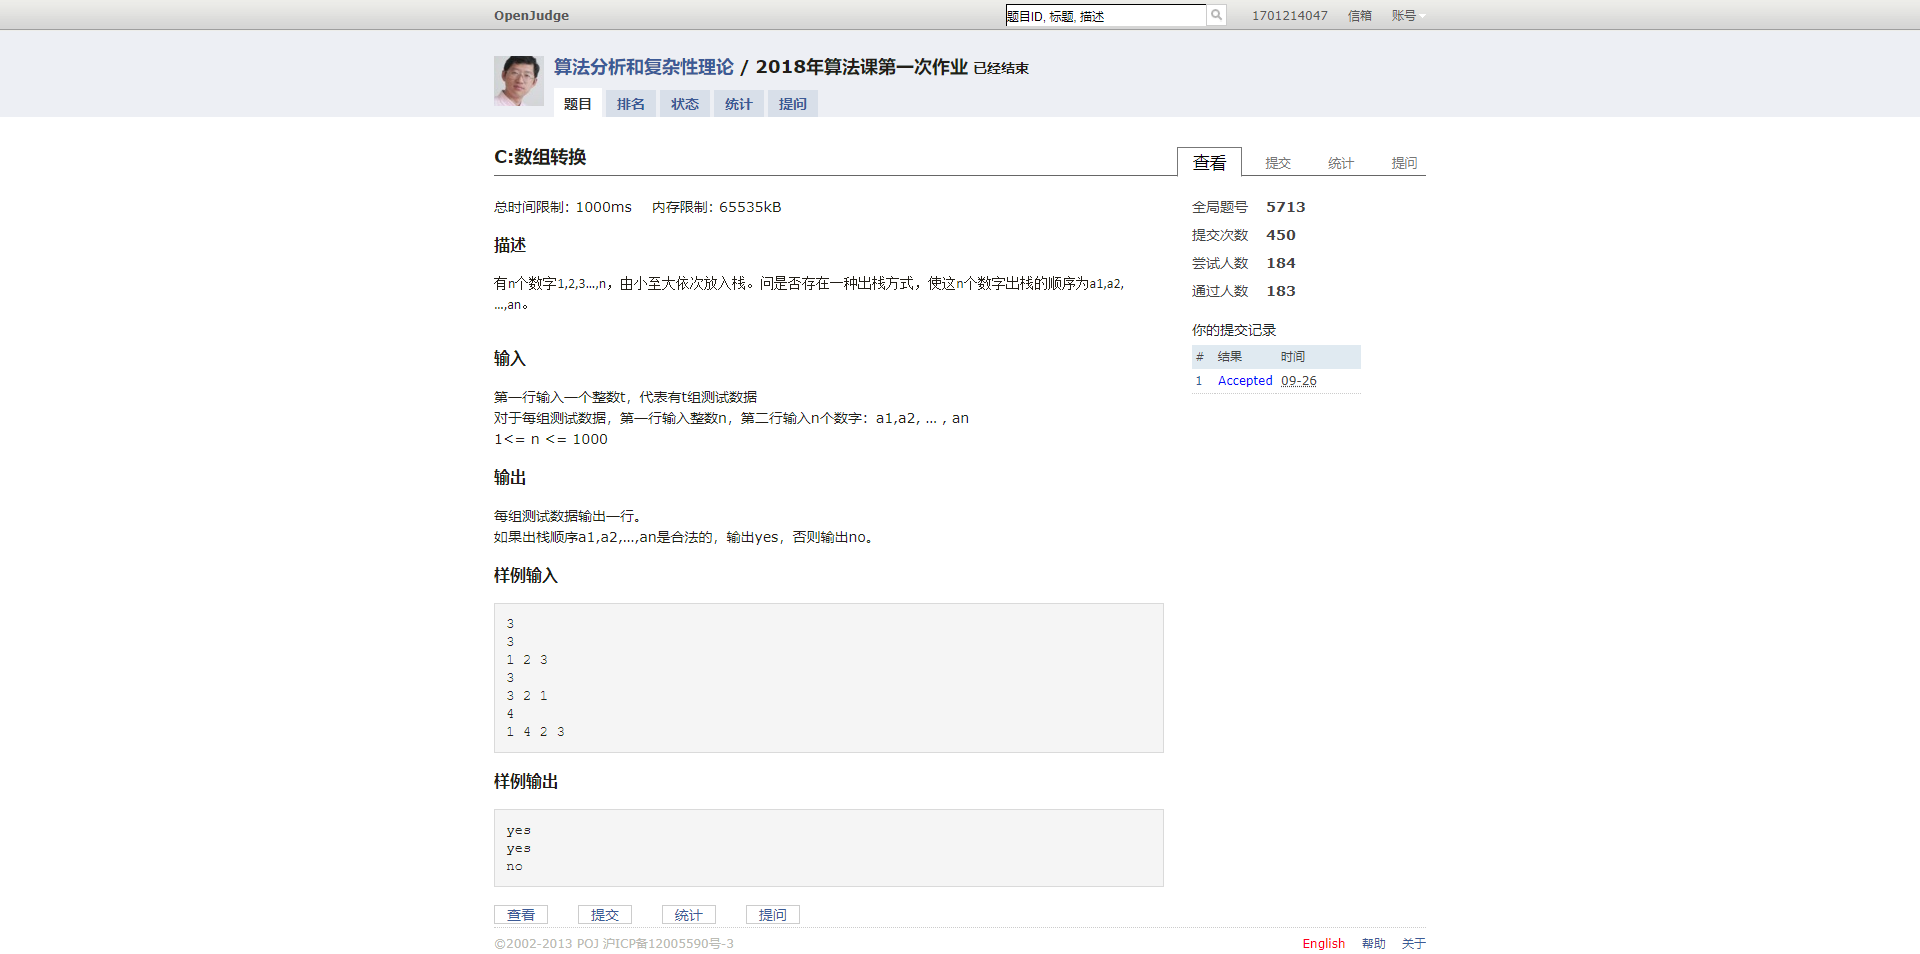 OpenJudge
题目ID, 标题, 描述
1701214047 信箱 账号
算法分析和复杂性理论 / 2018年算法课第一次作业 已经结束
题目 排名 状态 统计 提问
C:数组转换
查看 提交 统计 提问
总时间限制: 1000ms 内存限制: 65535kB
描述
有n个数字1,2,3...,n，由小至大依次放入栈。问是否存在一种出栈方式，使这n个数字出栈的顺序为a1,a2,
...,an。
输入
第一行输入一个整数t，代表有t组测试数据
对于每组测试数据，第一行输入整数n，第二行输入n个数字：a1,a2, ... , an
1<= n <= 1000
输出
每组测试数据输出一行。
如果出栈顺序a1,a2,...,an是合法的，输出yes，否则输出no。
样例输入
3
3
1 2 3
3
3 2 1
4
1 4 2 3
样例输出
yes
yes
no
全局题号 5713
提交次数 450
尝试人数 184
通过人数 183
你的提交记录
# 结果 时间
1 Accepted 09-26
查看 提交 统计 提问
©2002-2013 POJ 沪ICP备12005590号-3
English 帮助 关于